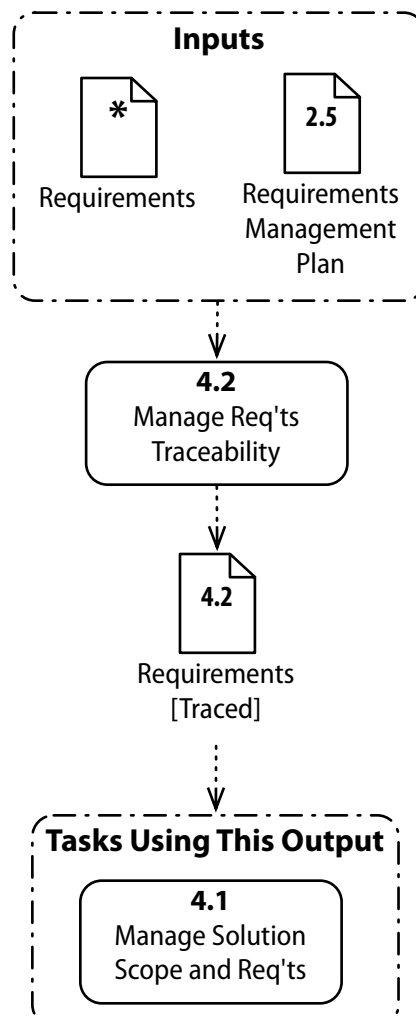 Inputs
*
2.5
Requirements
Requirements
Management
Plan
4.2
Manage Req'ts
Traceability
4.2
Requirements
[Traced]
Tasks Using This Output
4.1
Manage Solution
Scope and Req'ts